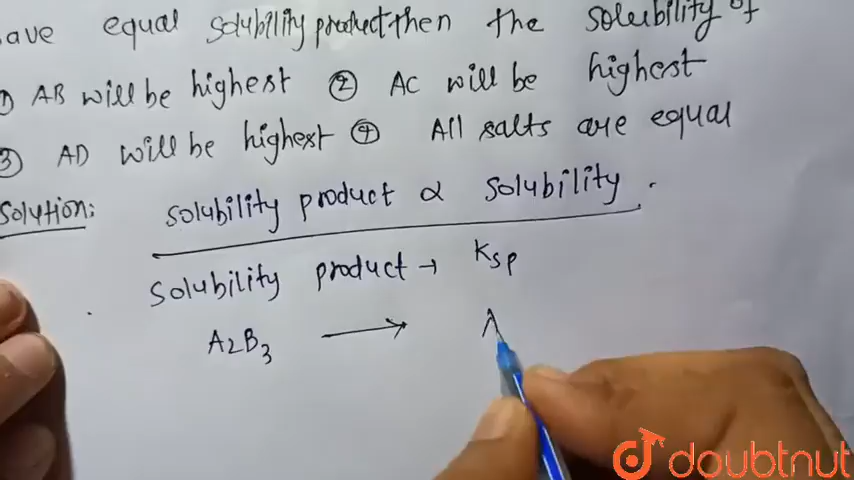 ave equal solubility product then the solubility of
① AB will be highest ② AC will be highest
③ AD will be highest ④ All salts are equal
Solution:
solubility product ∝ solubility.
Solubility product → Ksp
A2B3 → A
doubtnut